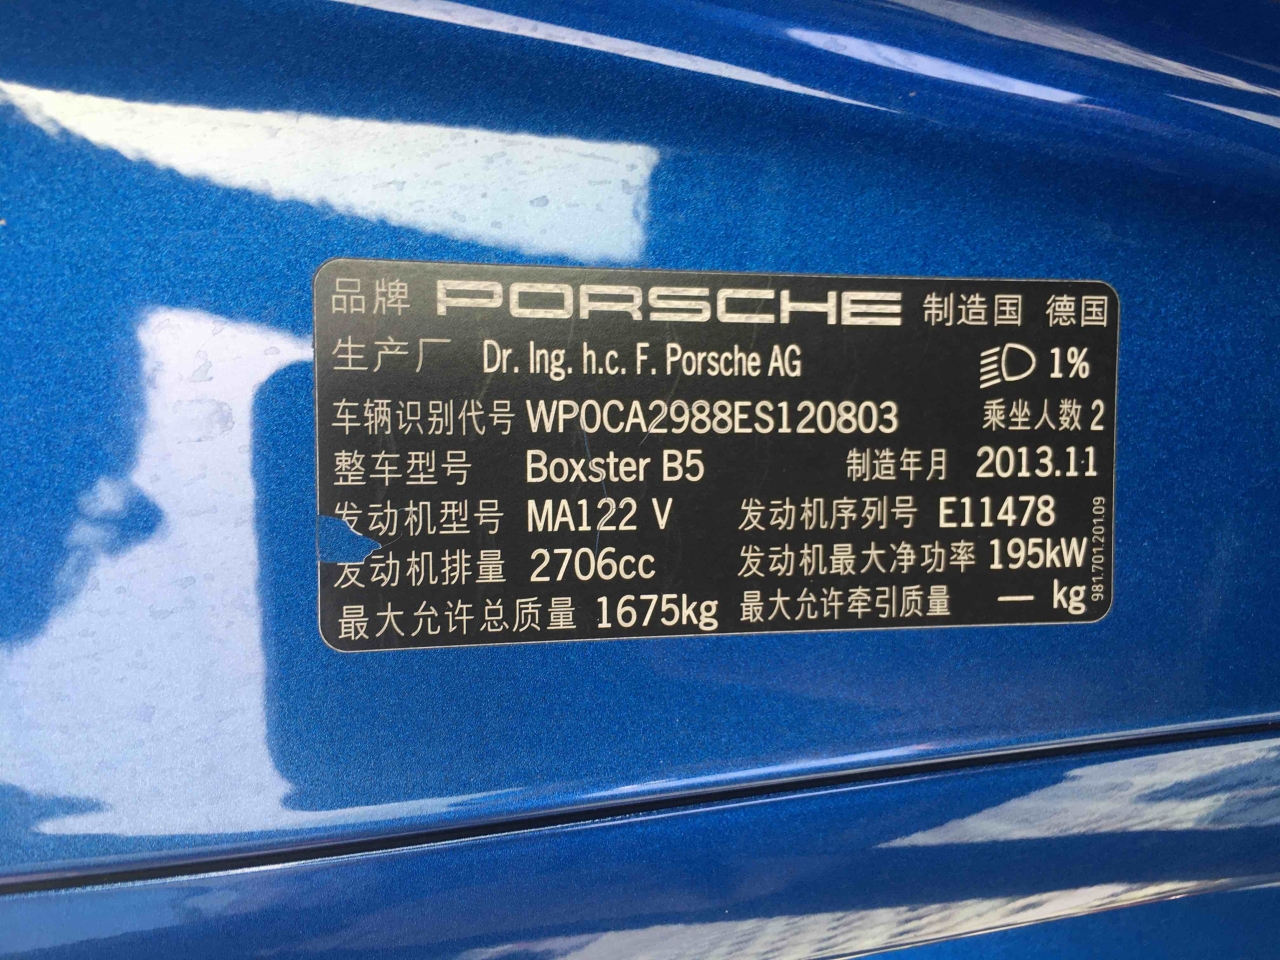 品牌 PORSCHE 制造国 德国
生产厂 Dr. Ing. h.c. F. Porsche AG 1%
车辆识别代号 WP0CA2988ES120803 乘坐人数 2
整车型号 Boxster B5 制造年月 2013.11
发动机型号 MA122 V 发动机序列号 E11478
发动机排量 2706cc 发动机最大净功率 195kW
最大允许总质量 1675kg 最大允许牵引质量 — kg
981.701.201.09